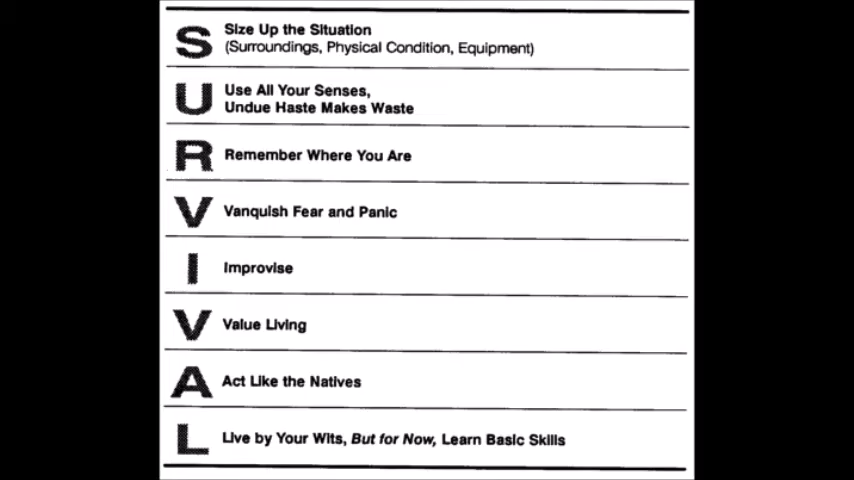 S Size Up the Situation
(Surroundings, Physical Condition, Equipment)
U Use All Your Senses,
Undue Haste Makes Waste
R Remember Where You Are
V Vanquish Fear and Panic
I Improvise
V Value Living
A Act Like the Natives
L Live by Your Wits, But for Now, Learn Basic Skills